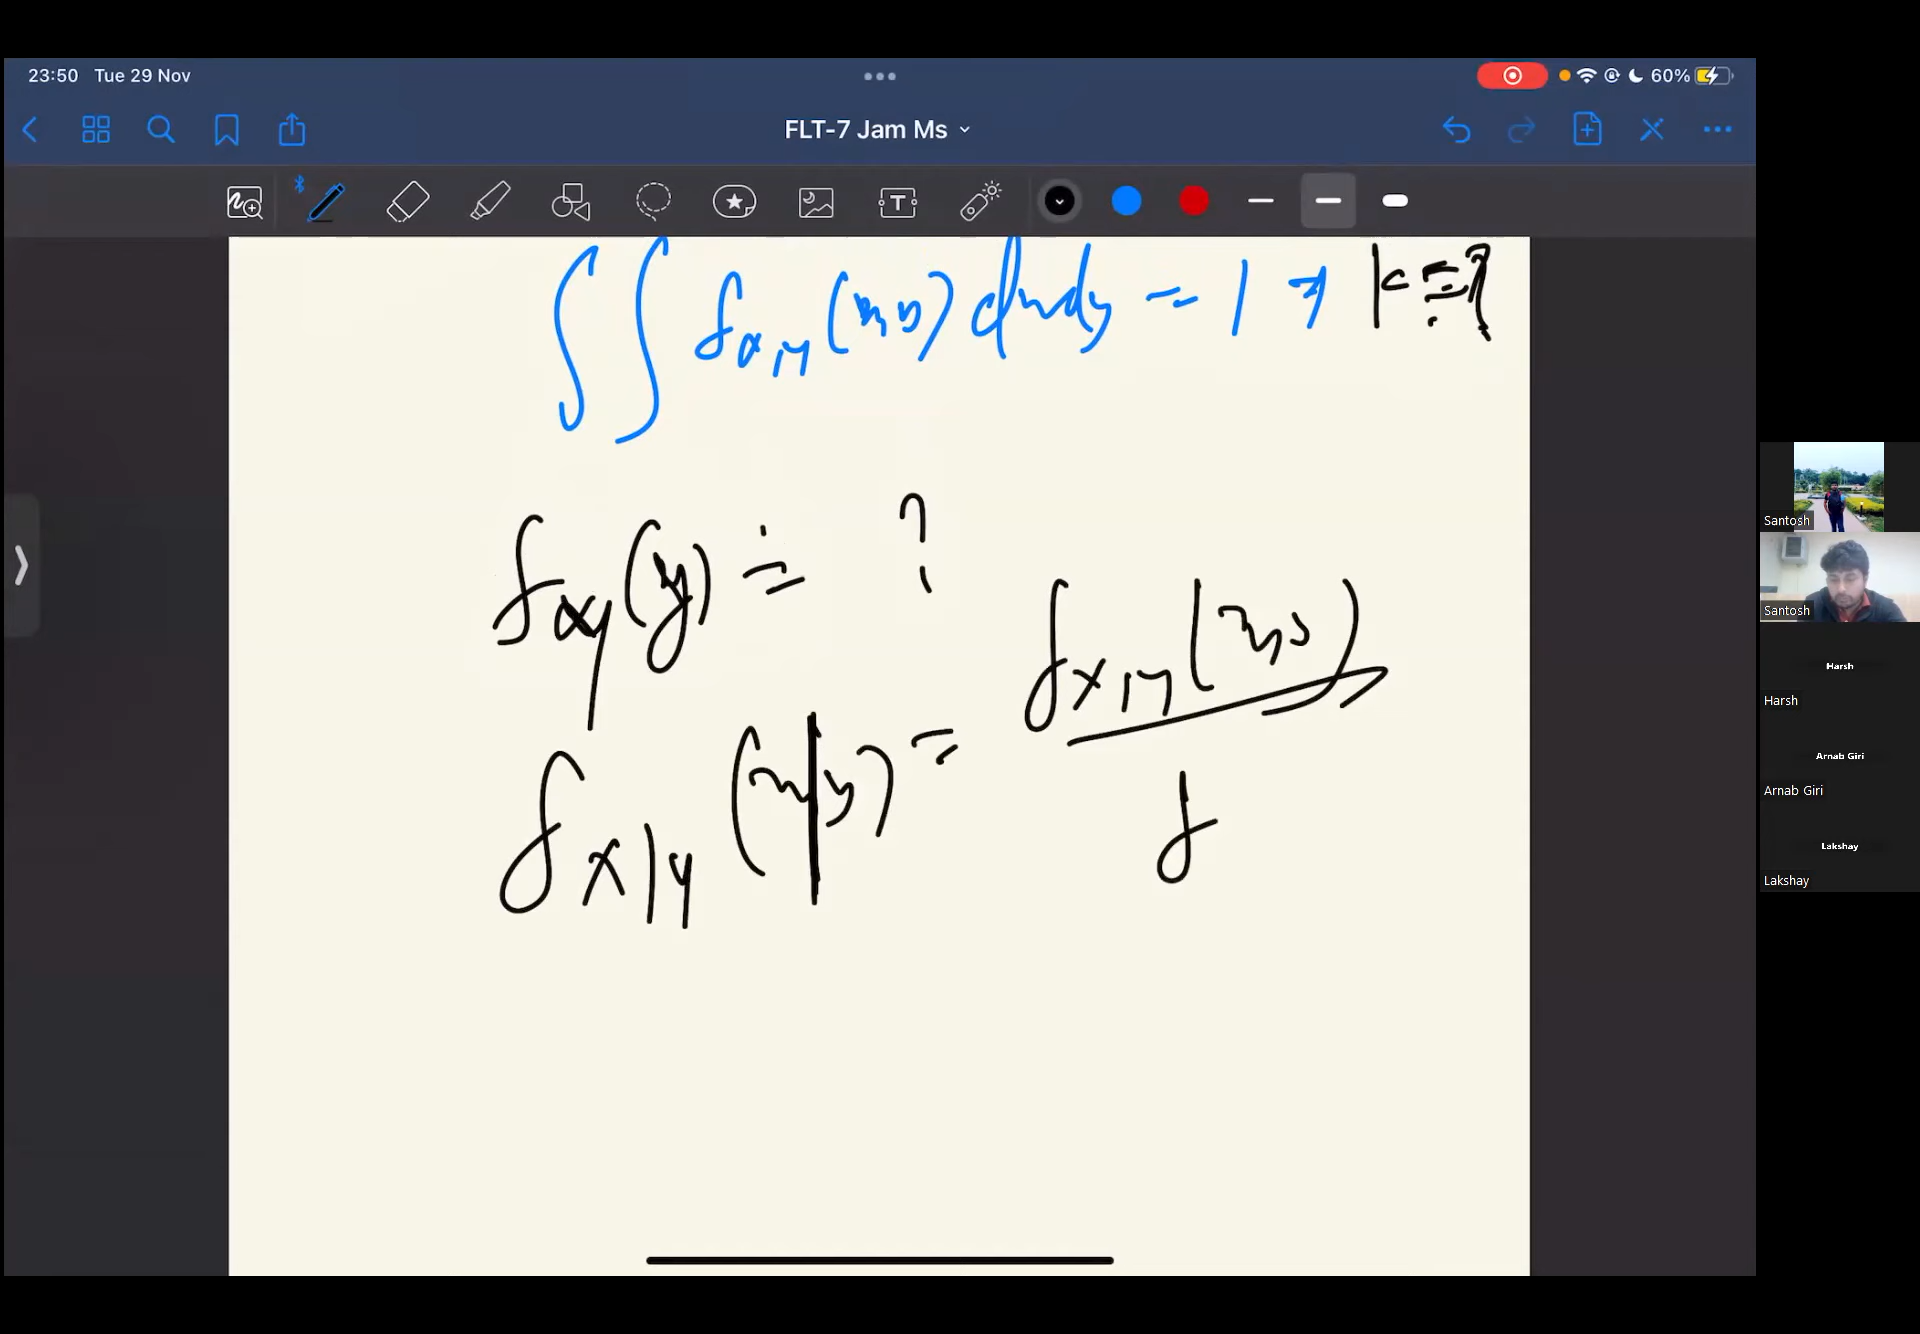 23:50 Tue 29 Nov
60%
FLT-7 Jam Ms
∫∫ f_{X,Y}(x,y) dx dy = 1 ⇒ k = ?
f_{Y}(y) = ?
f_{X|Y}(x|y) = f_{X,Y}(x,y) / f
Santosh
Santosh
Harsh
Harsh
Arnab Giri
Arnab Giri
Lakshay
Lakshay